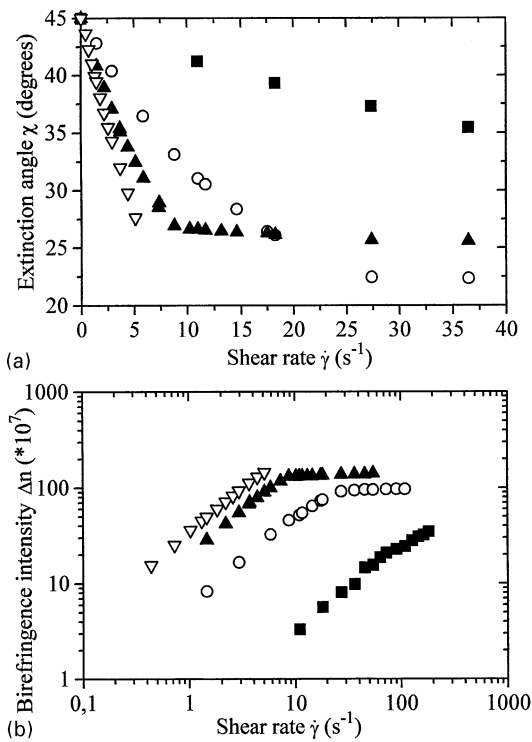 45
40
35
30
25
20
Extinction angle χ (degrees)
0 5 10 15 20 25 30 35 40
(a)
Shear rate γ̇ (s⁻¹)
1000
100
10
1
Birefringence intensity Δn (*10⁷)
0,1 1 10 100 1000
(b)
Shear rate γ̇ (s⁻¹)